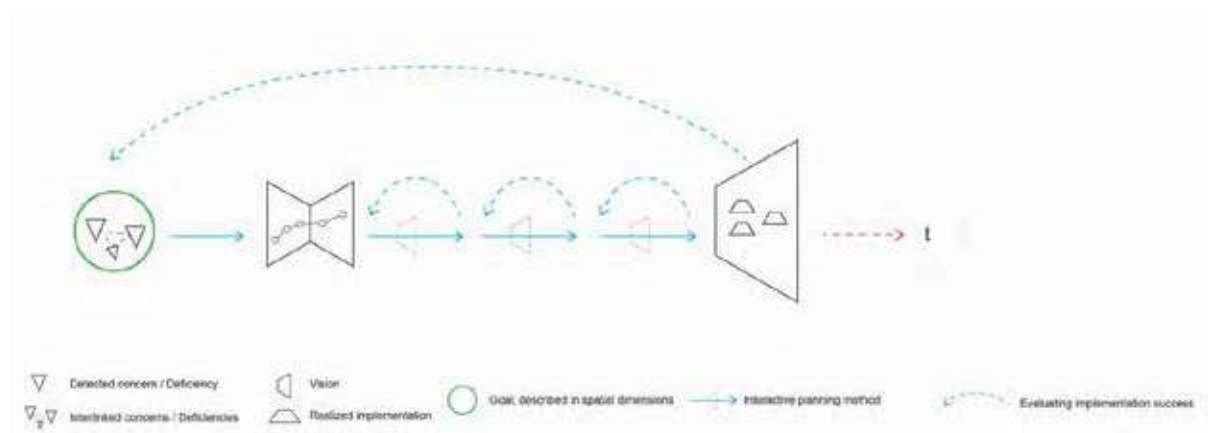 t
Detected concern / Deficiency
Interlinked concerns / Deficiencies
Vision
Realized implementation
Goal, described in spatial dimensions
Interactive planning method
Evaluating implementation success